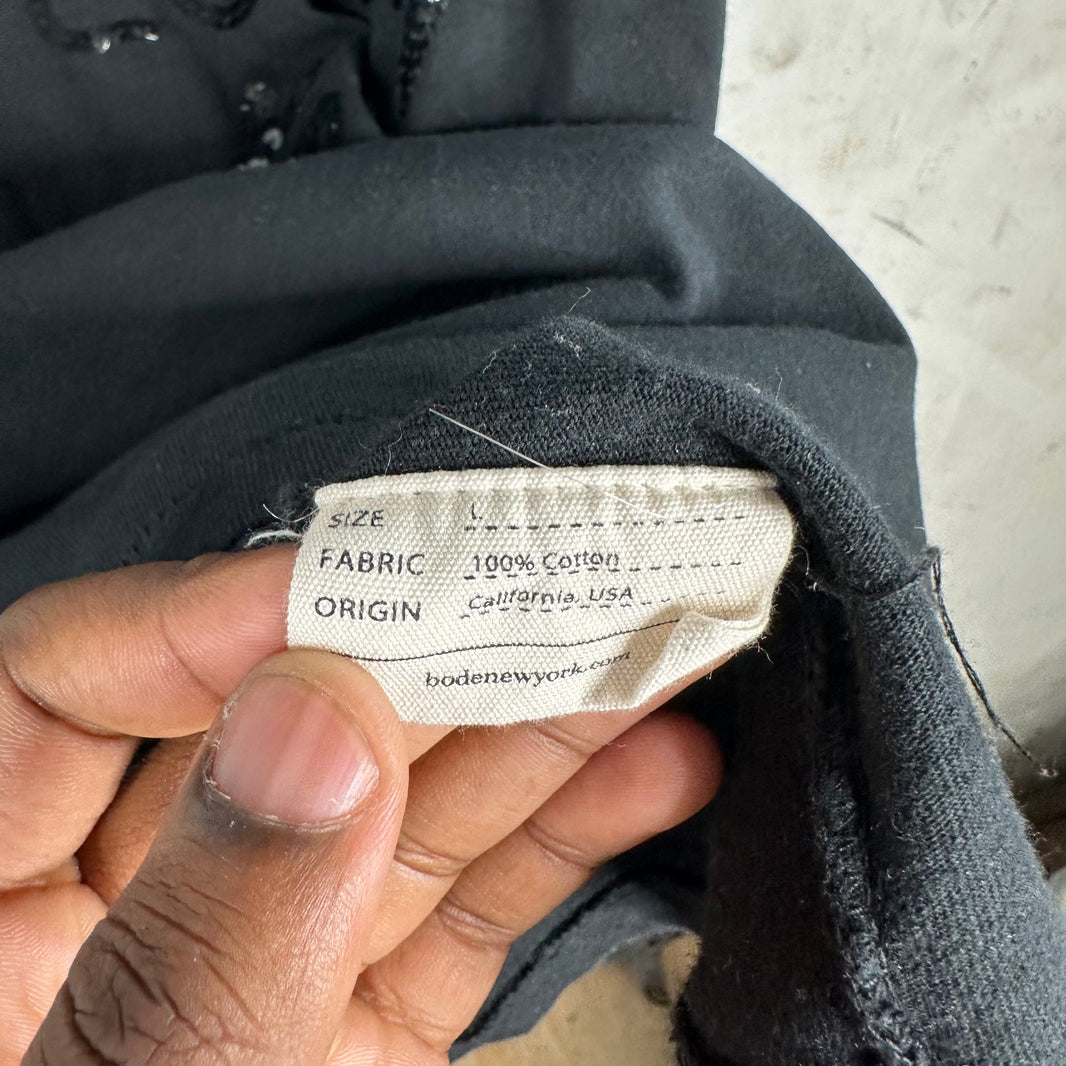 SIZE L
FABRIC 100% Cotton
ORIGIN California, USA
bodenewyork.com